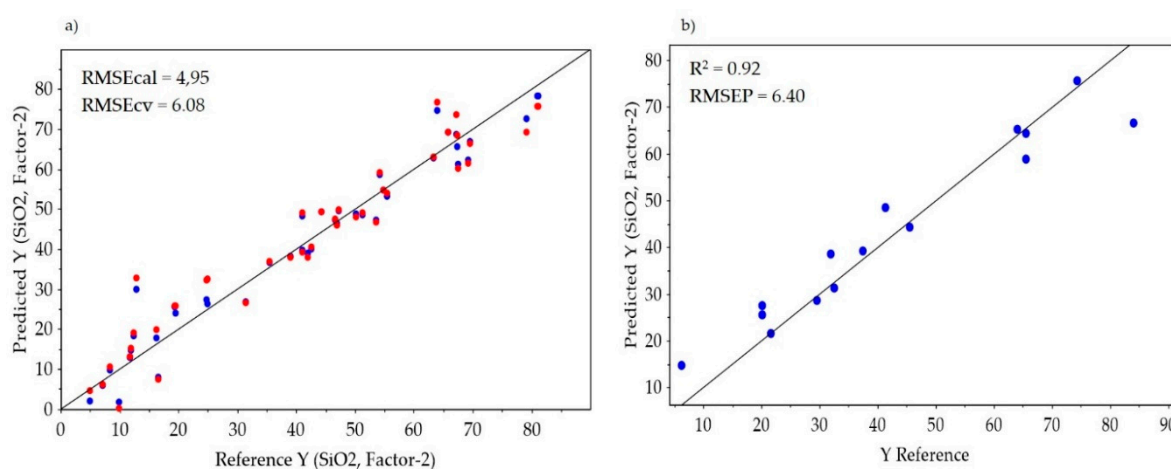 a)
RMSEcal = 4,95
RMSEcv = 6.08
Predicted Y (SiO2, Factor-2)
80
70
60
50
40
30
20
10
0
0 10 20 30 40 50 60 70 80
Reference Y (SiO2, Factor-2)
b)
R² = 0.92
RMSEP = 6.40
Predicted Y (SiO2, Factor-2)
80
70
60
50
40
30
20
10
10 20 30 40 50 60 70 80 90
Y Reference